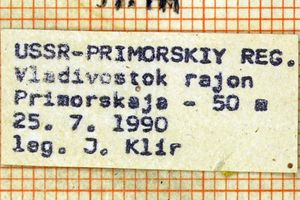 USSR-PRIMORSKIY REG.
Vladivostok rajon
Primorskaja - 50 m
25. 7. 1990
leg. J. Klír